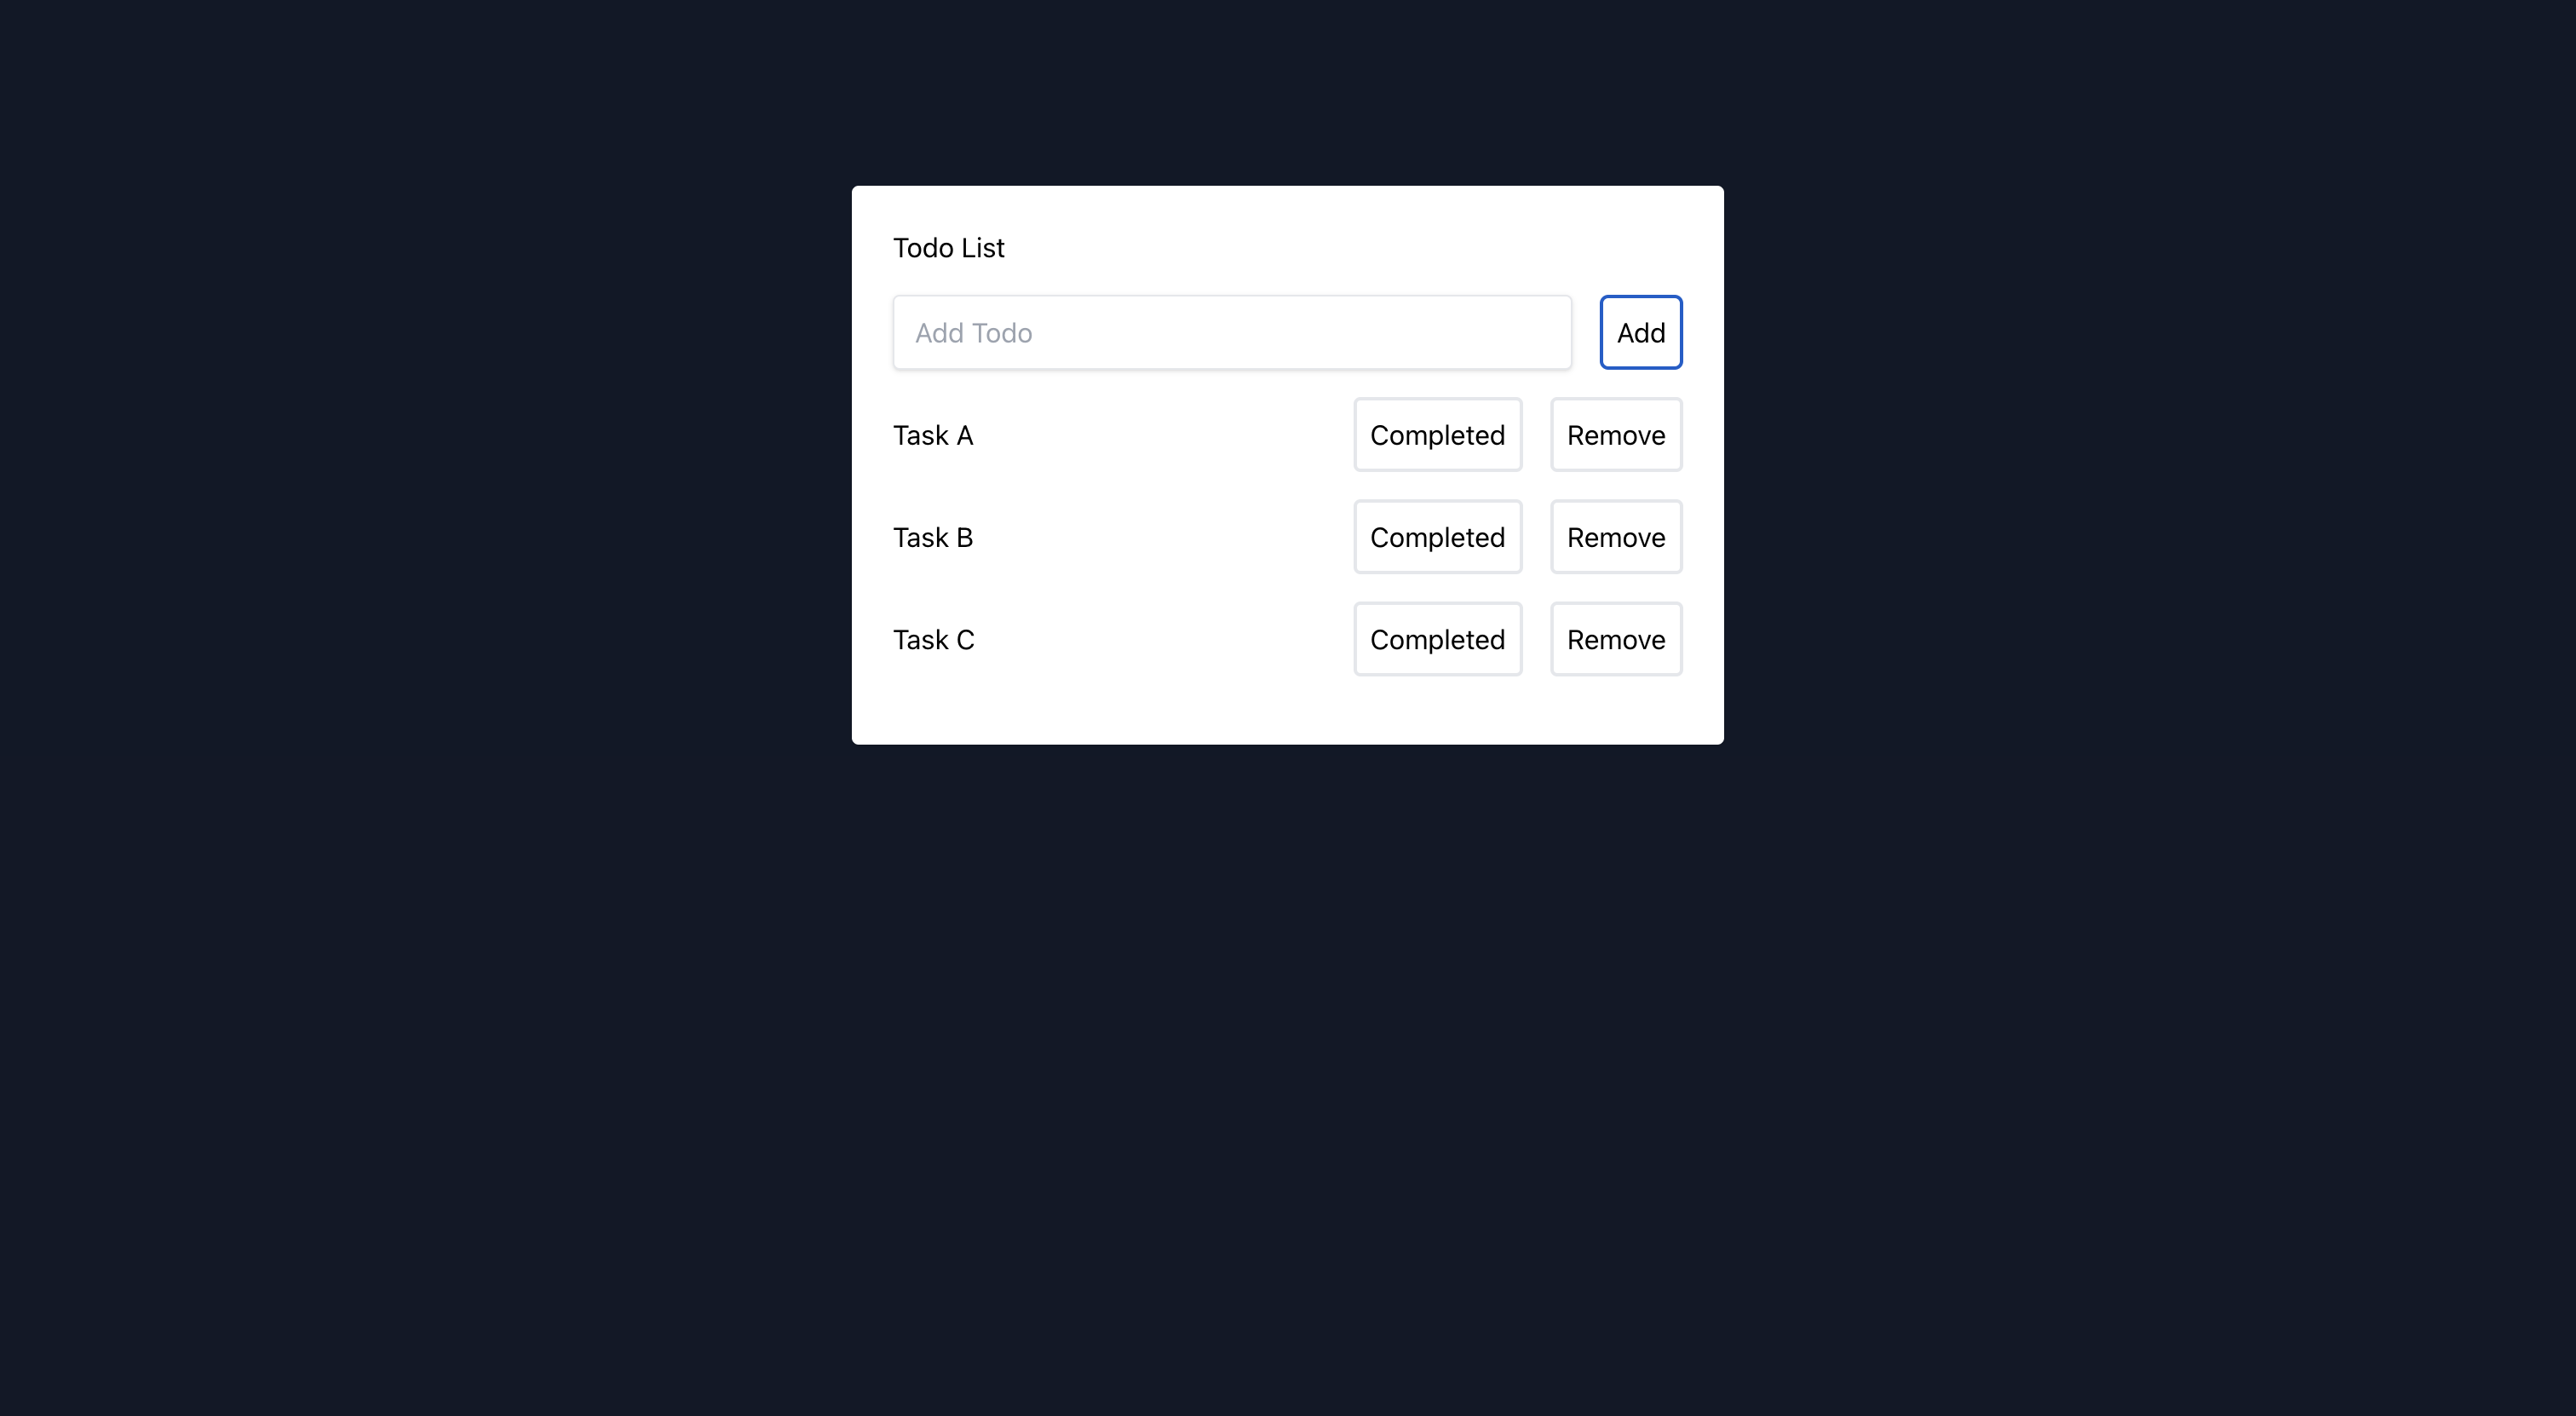 Todo List
Add Todo Add
Task A Completed Remove
Task B Completed Remove
Task C Completed Remove